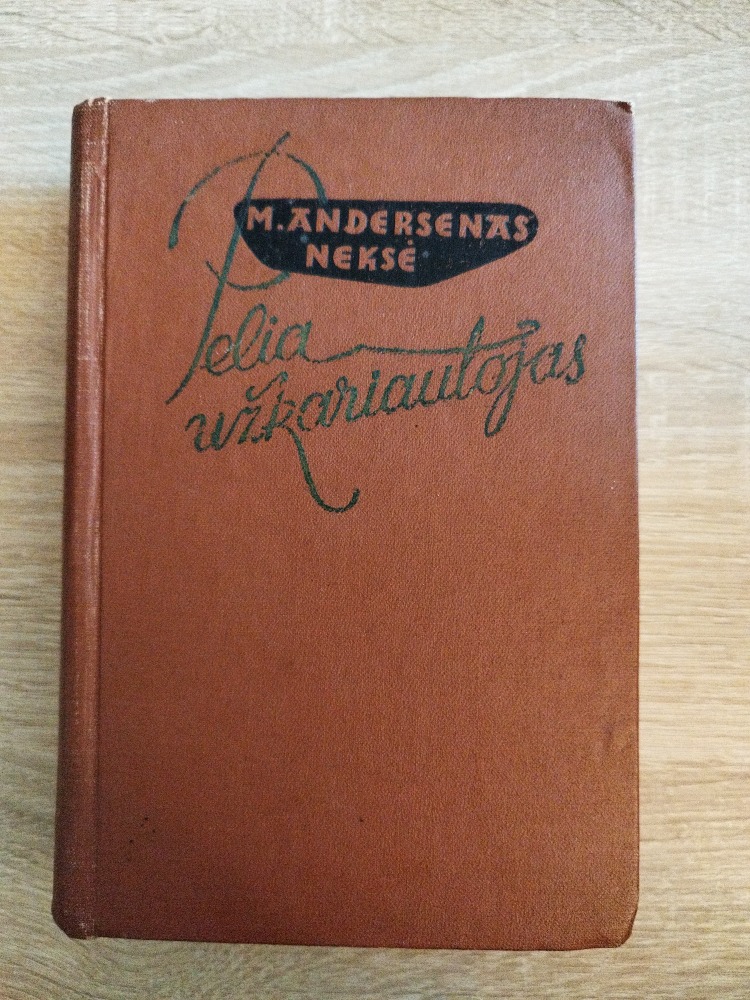 M. ANDERSENAS
NEKSĖ
Pelia
užkariautojas